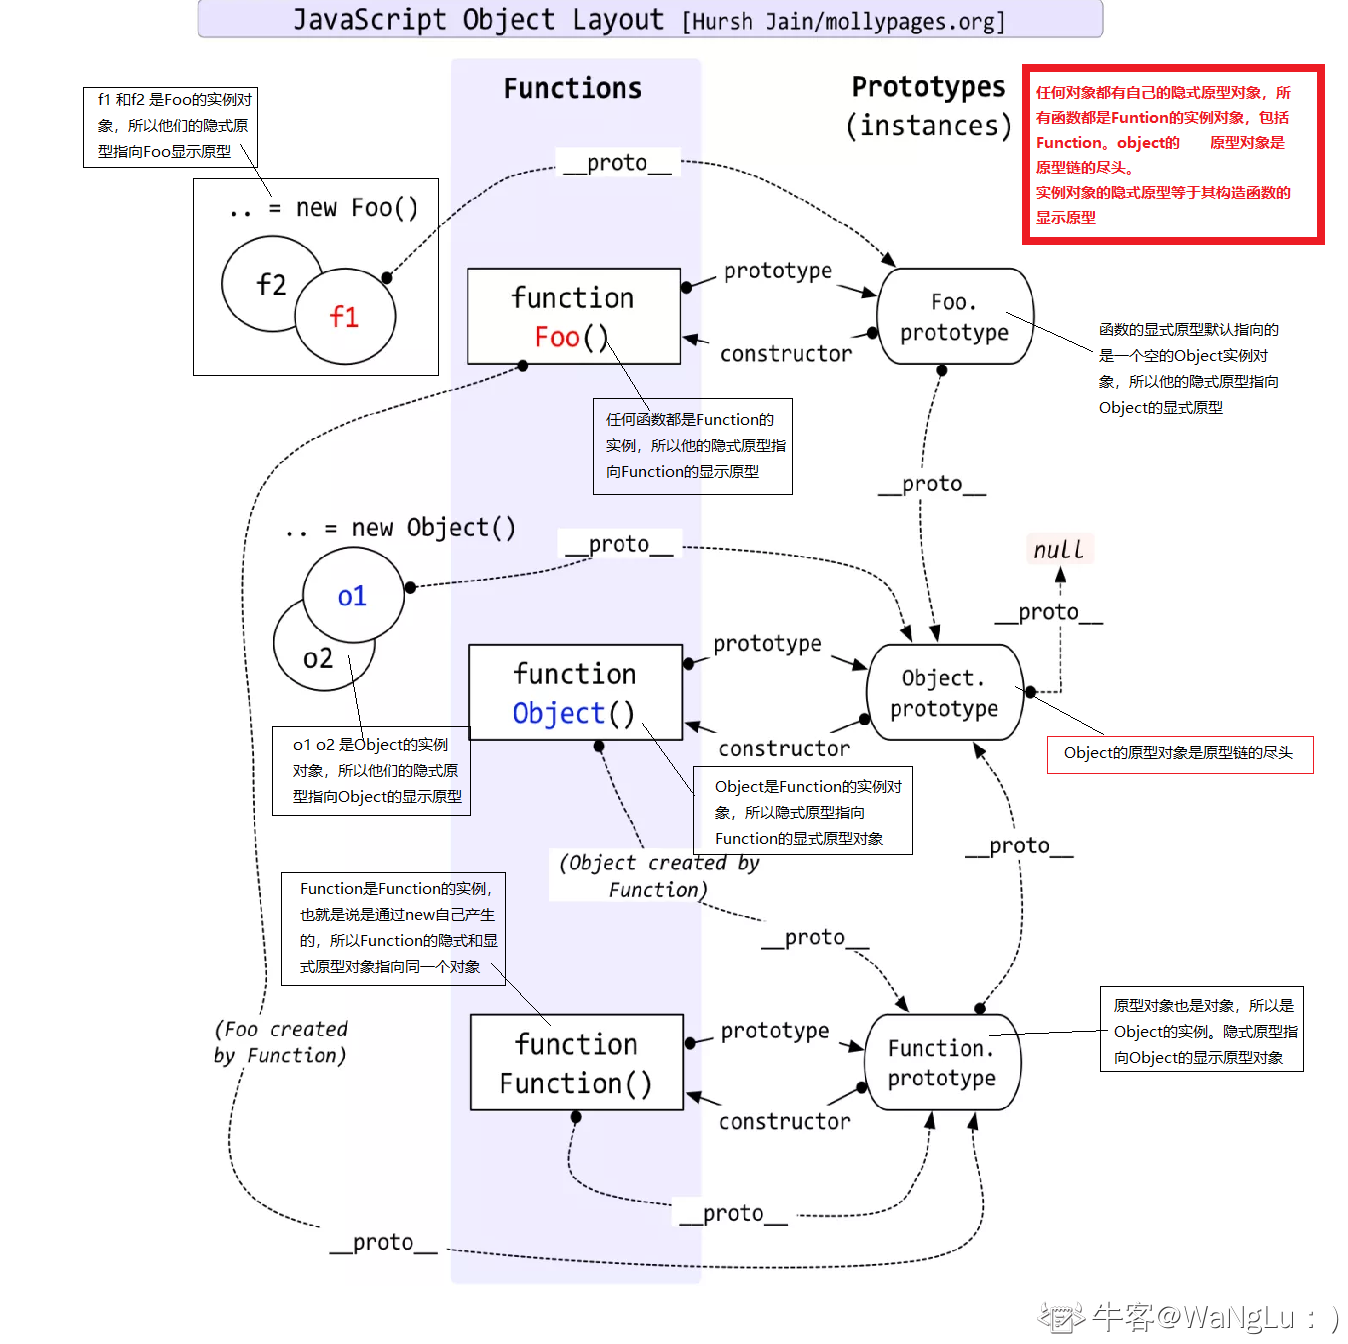 JavaScript Object Layout [Hursh Jain/mollypages.org]
Functions
Prototypes
(instances)
任何对象都有自己的隐式原型对象，所
有函数都是Funtion的实例对象，包括
Function。object的 原型对象是
原型链的尽头。
实例对象的隐式原型等于其构造函数的
显示原型
f1 和f2 是Foo的实例对
象，所以他们的隐式原
型指向Foo显示原型
__proto__
.. = new Foo()
f2
f1
function
Foo()
prototype
constructor
Foo.
prototype
函数的显式原型默认指向的
是一个空的Object实例对
象，所以他的隐式原型指向
Object的显式原型
任何函数都是Function的
实例，所以他的隐式原型指
向Function的显示原型
__proto__
.. = new Object()
__proto__
null
__proto__
o1
o2
function
Object()
prototype
constructor
Object.
prototype
Object的原型对象是原型链的尽头
o1 o2 是Object的实例
对象，所以他们的隐式原
型指向Object的显示原型
Object是Function的实例对
象，所以隐式原型指向
Function的显式原型对象
(Object created by
Function)
__proto__
__proto__
Function是Function的实例，
也就是说是通过new自己产生
的，所以Function的隐式和显
式原型对象指向同一个对象
(Foo created
by Function)
function
Function()
prototype
constructor
Function.
prototype
原型对象也是对象，所以是
Object的实例。隐式原型指
向Object的显示原型对象
__proto__
__proto__
牛客@WaNgLu：)